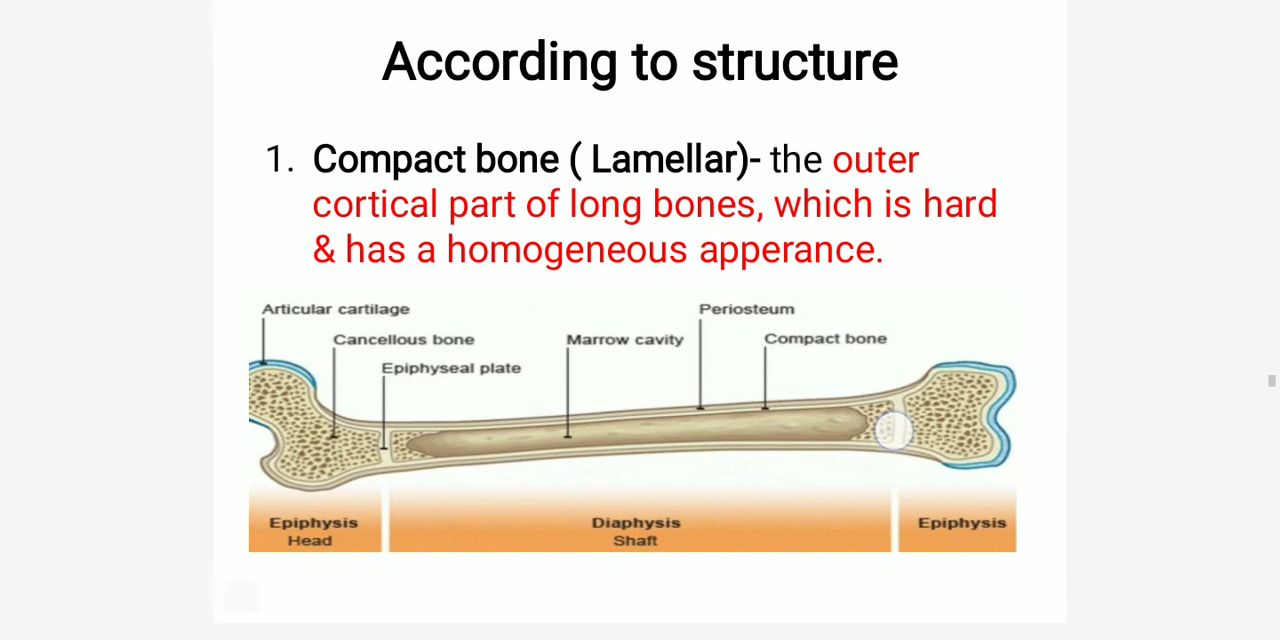 According to structure
1. Compact bone ( Lamellar)- the outer
cortical part of long bones, which is hard
& has a homogeneous apperance.
Articular cartilage
Periosteum
Cancellous bone
Marrow cavity
Compact bone
Epiphyseal plate
Epiphysis
Head
Diaphysis
Shaft
Epiphysis